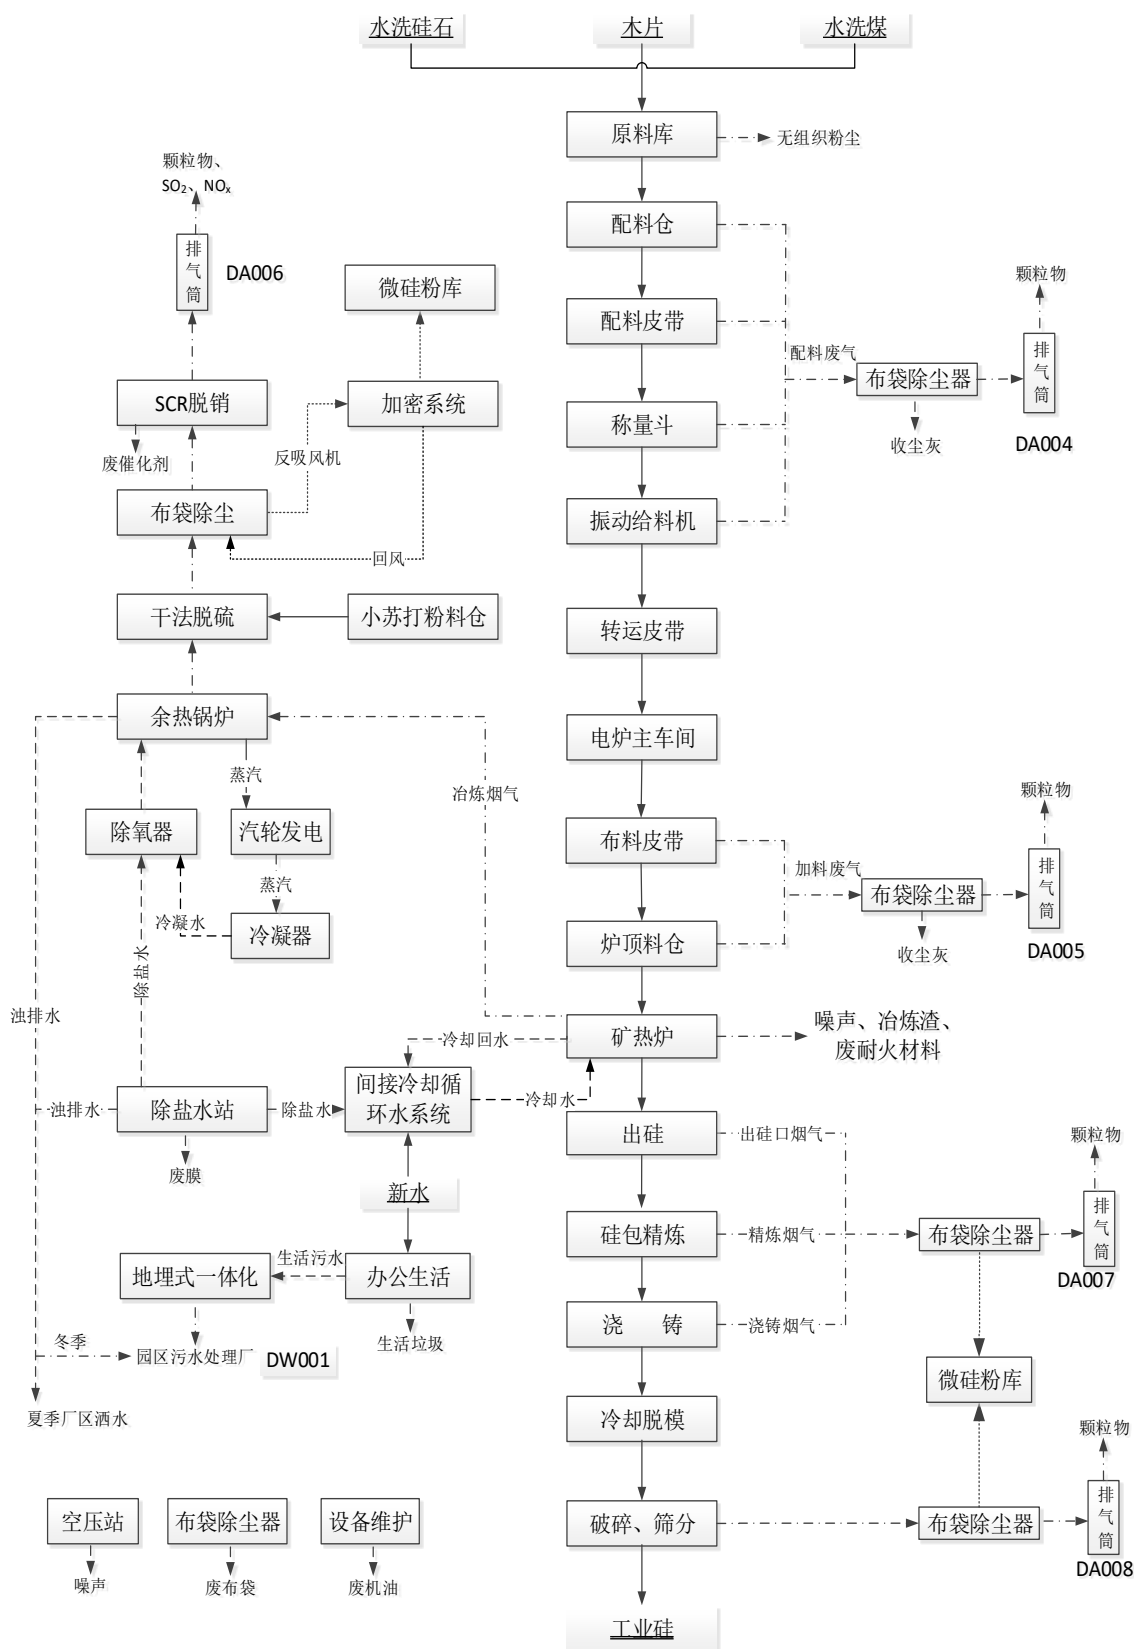 水洗硅石
木片
水洗煤
原料库
无组织粉尘
颗粒物、
SO₂、NOₓ
排气筒
DA006
配料仓
微硅粉库
配料皮带
颗粒物
配料废气
布袋除尘器
排气筒
DA004
收尘灰
SCR脱销
废催化剂
加密系统
反吸风机
称量斗
布袋除尘
振动给料机
回风
干法脱硫
小苏打粉料仓
转运皮带
余热锅炉
电炉主车间
蒸汽
冶炼烟气
颗粒物
除氧器
汽轮发电
布料皮带
加料废气
布袋除尘器
排气筒
DA005
收尘灰
蒸汽
冷凝水
冷凝器
炉顶料仓
除盐水
浊排水
矿热炉
噪声、冶炼渣、
废耐火材料
冷却回水
间接冷却循
环水系统
冷却水
浊排水
除盐水站
除盐水
废膜
出硅
出硅口烟气
颗粒物
新水
硅包精炼
精炼烟气
布袋除尘器
排气筒
DA007
地埋式一体化
生活污水
办公生活
生活垃圾
浇 铸
浇铸烟气
冬季
园区污水处理厂
DW001
微硅粉库
夏季厂区洒水
冷却脱模
颗粒物
空压站
噪声
布袋除尘器
废布袋
设备维护
废机油
破碎、筛分
布袋除尘器
排气筒
DA008
工业硅